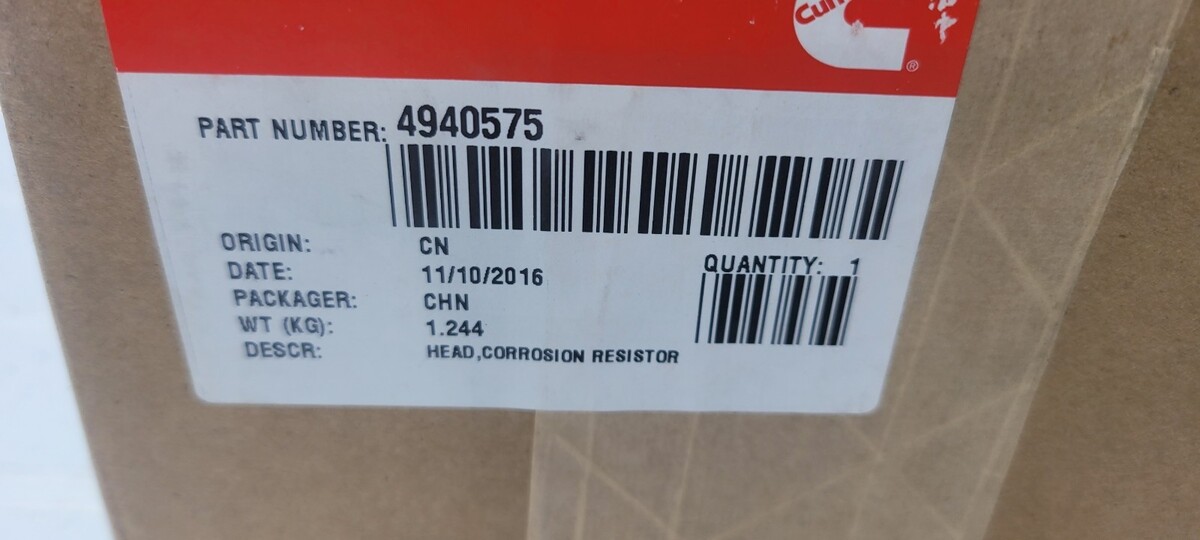 ®
PART NUMBER: 4940575
ORIGIN: CN
DATE: 11/10/2016
PACKAGER: CHN
WT (KG): 1.244
DESCR: HEAD,CORROSION RESISTOR
QUANTITY: 1